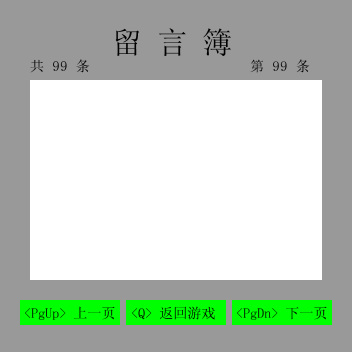 留 言 簿
共 99 条 第 99 条
<PgUp> 上一页 <Q> 返回游戏 <PgDn> 下一页